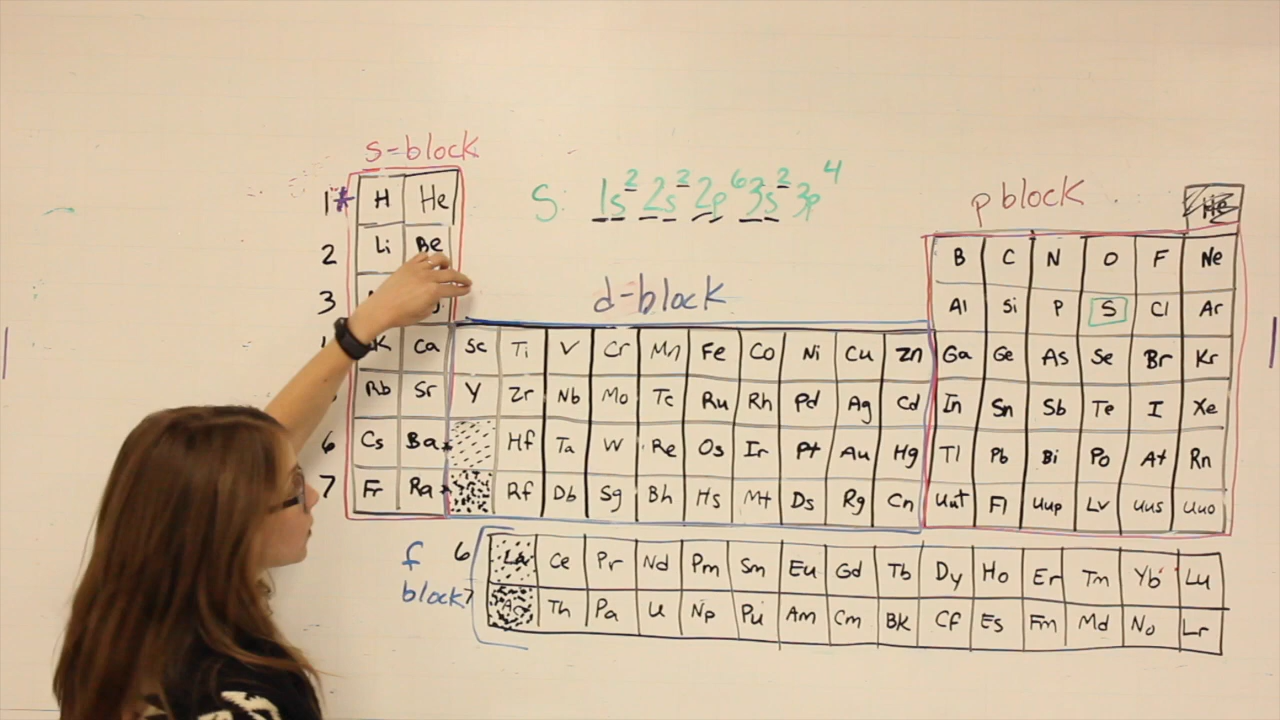 s-block
S: 1s² 2s² 2p⁶ 3s² 3p⁴
p block
1* H He
He
2 Li Be B C N O F Ne
3 Al Si P S Cl Ar
d-block
K Ca Sc Ti V Cr Mn Fe Co Ni Cu Zn Ga Ge As Se Br Kr
Rb Sr Y Zr Nb Mo Tc Ru Rh Pd Ag Cd In Sn Sb Te I Xe
6 Cs Ba* Hf Ta W Re Os Ir Pt Au Hg Tl Pb Bi Po At Rn
7 Fr Ra* Rf Db Sg Bh Hs Mt Ds Rg Cn Uut Fl Uup Lv Uus Uuo
f block
6 La Ce Pr Nd Pm Sm Eu Gd Tb Dy Ho Er Tm Yb Lu
7 Ac Th Pa U Np Pu Am Cm Bk Cf Es Fm Md No Lr